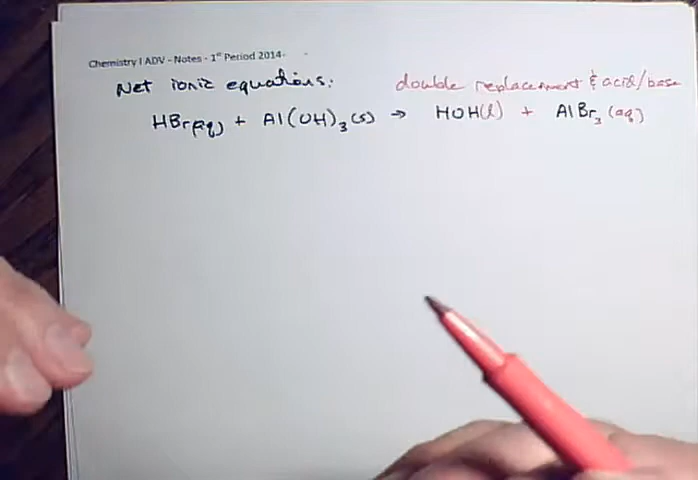 Chemistry I ADV - Notes - 1st Period 2014-
Net ionic equations: double replacement & acid/base
HBr(aq) + Al(OH)₃(s) → HOH(l) + AlBr₃(aq)